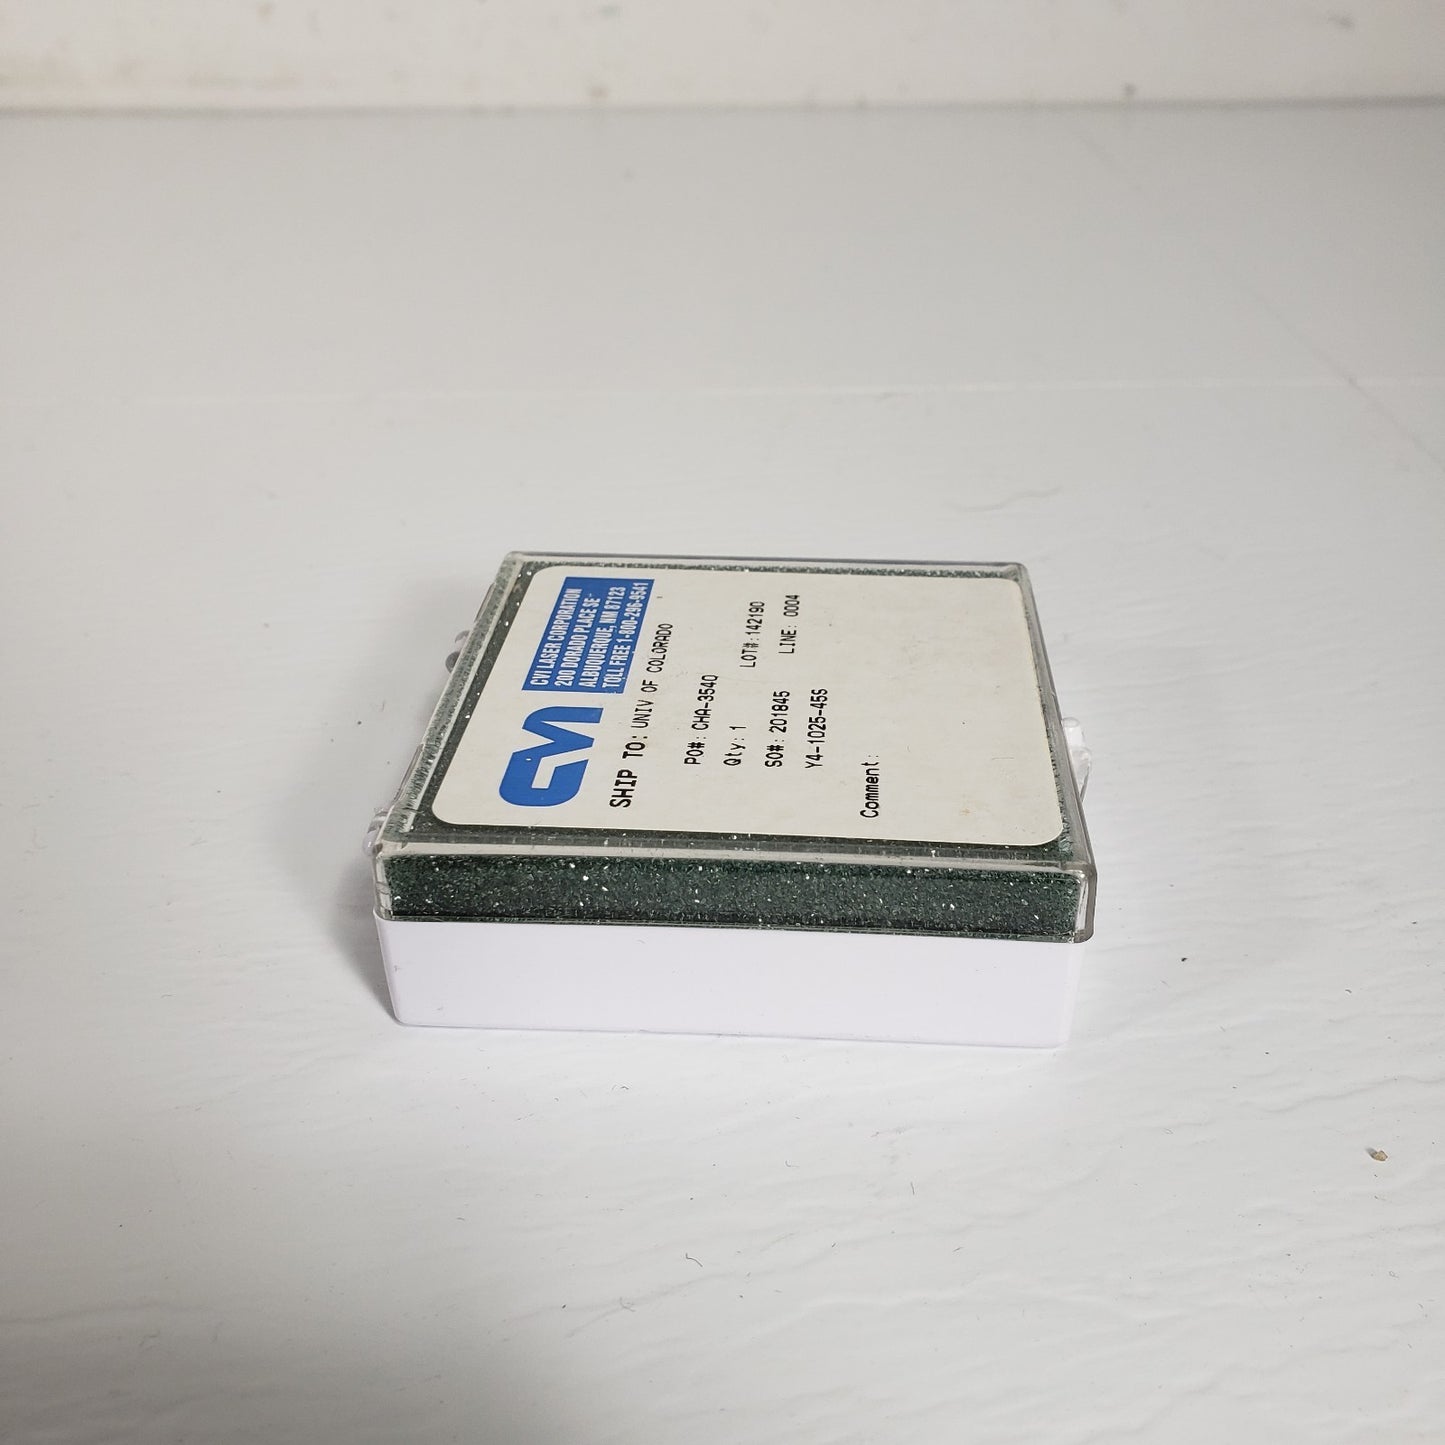 CVI
CVI LASER CORPORATION
200 DORADO PLACE SE
ALBUQUERQUE, NM 87123
TOLL FREE 1-800-296-9541
SHIP TO: UNIV OF COLORADO
PO#: CHA-3540
Qty: 1 LOT#:142190
SO#: 201845 LINE: 0004
Y4-1025-45S
Comment: